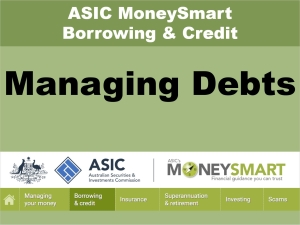 ASIC MoneySmart
Borrowing & Credit
Managing Debts
ASIC
Australian Securities &
Investments Commission
ASIC's
MONEYSMART
Financial guidance you can trust
Managing
your money
Borrowing
& credit
Insurance
Superannuation
& retirement
Investing
Scams